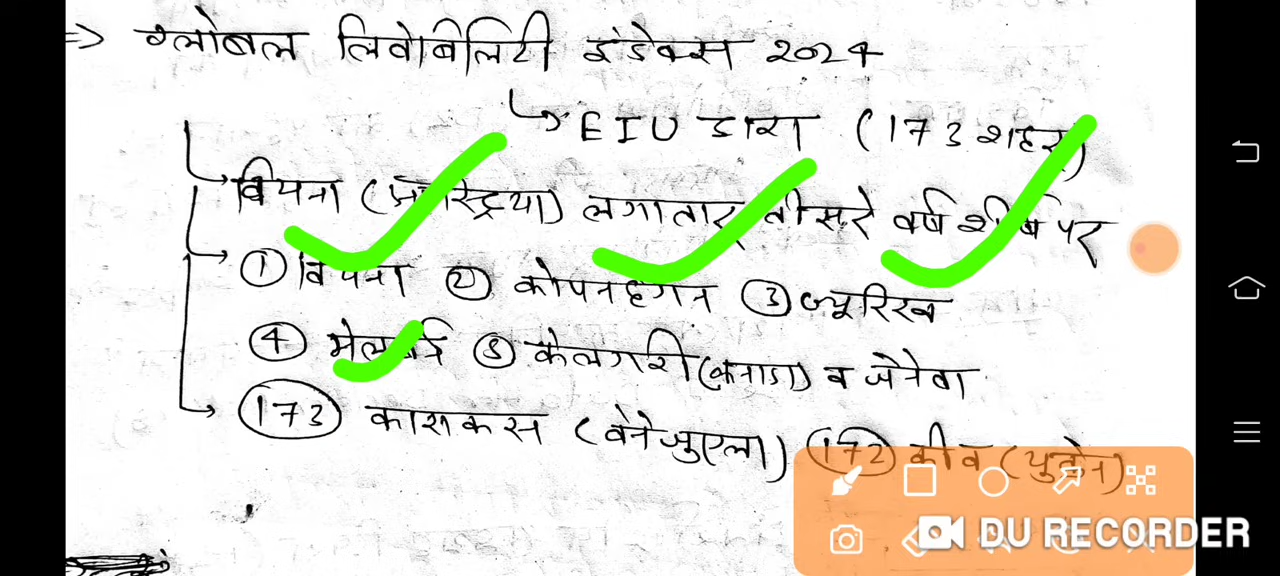 => ग्लोबल लिवेबिलिटी इंडेक्स 2024
EIU द्वारा (173 शहर)
वियना (ऑस्ट्रिया) लगातार तीसरे वर्ष शीर्ष पर
① वियना ② कोपनहेगन ③ ज्यूरिख
④ मेलबर्न ⑤ केलगरी (कनाडा) व जेनेवा
173 काराकस (वेनेजुएला) 172 कीव (युक्रेन)
DU RECORDER